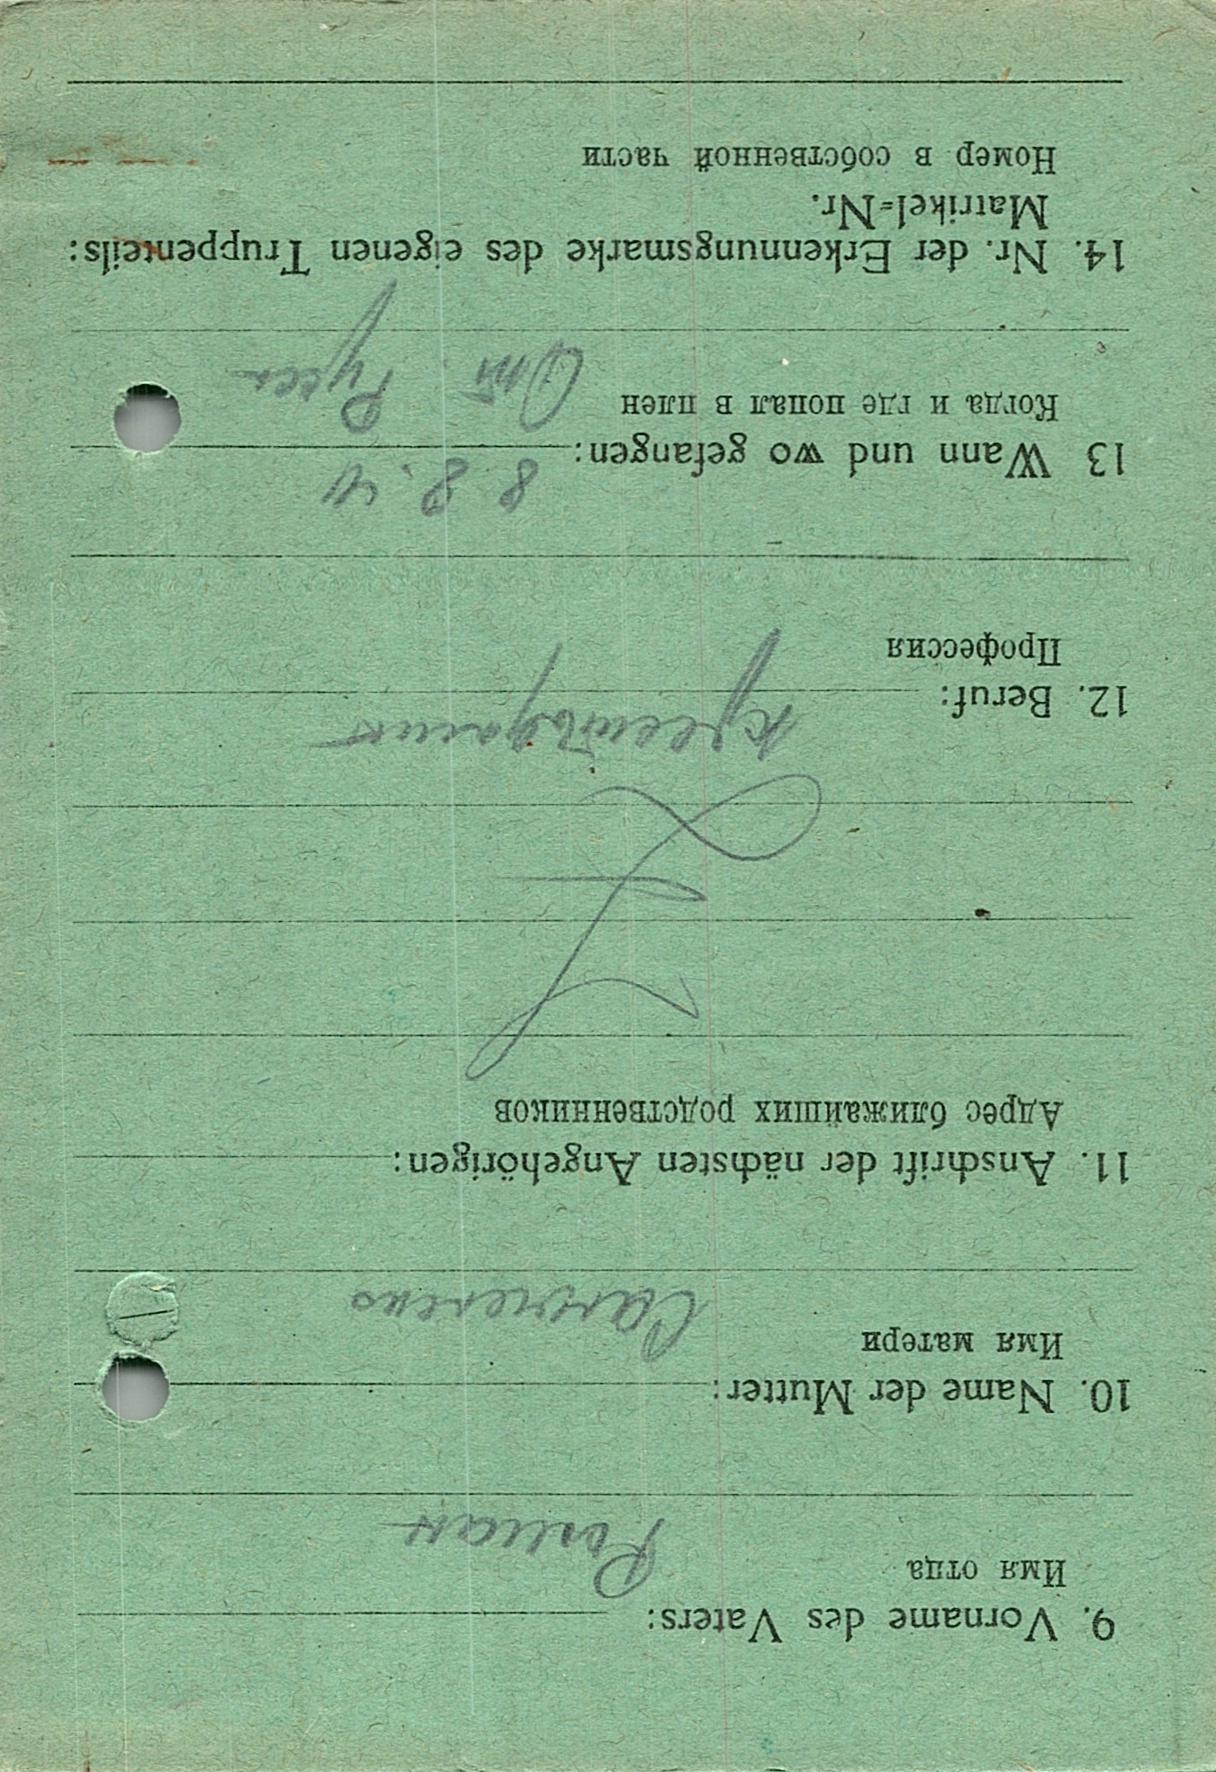 9. Vorname des Vaters:
Имя отца
Роман
10. Name der Mutter:
Имя матери
11. Anschrift der nächsten Angehörigen:
Адрес ближайших родственников
12. Beruf:
Профессия
13 Wann und wo gefangen: 8 8. 41
Когда и где попал в плен
14. Nr. der Erkennungsmarke des eigenen Truppenteils:
Matrikel=Nr.
Номер в собственной части